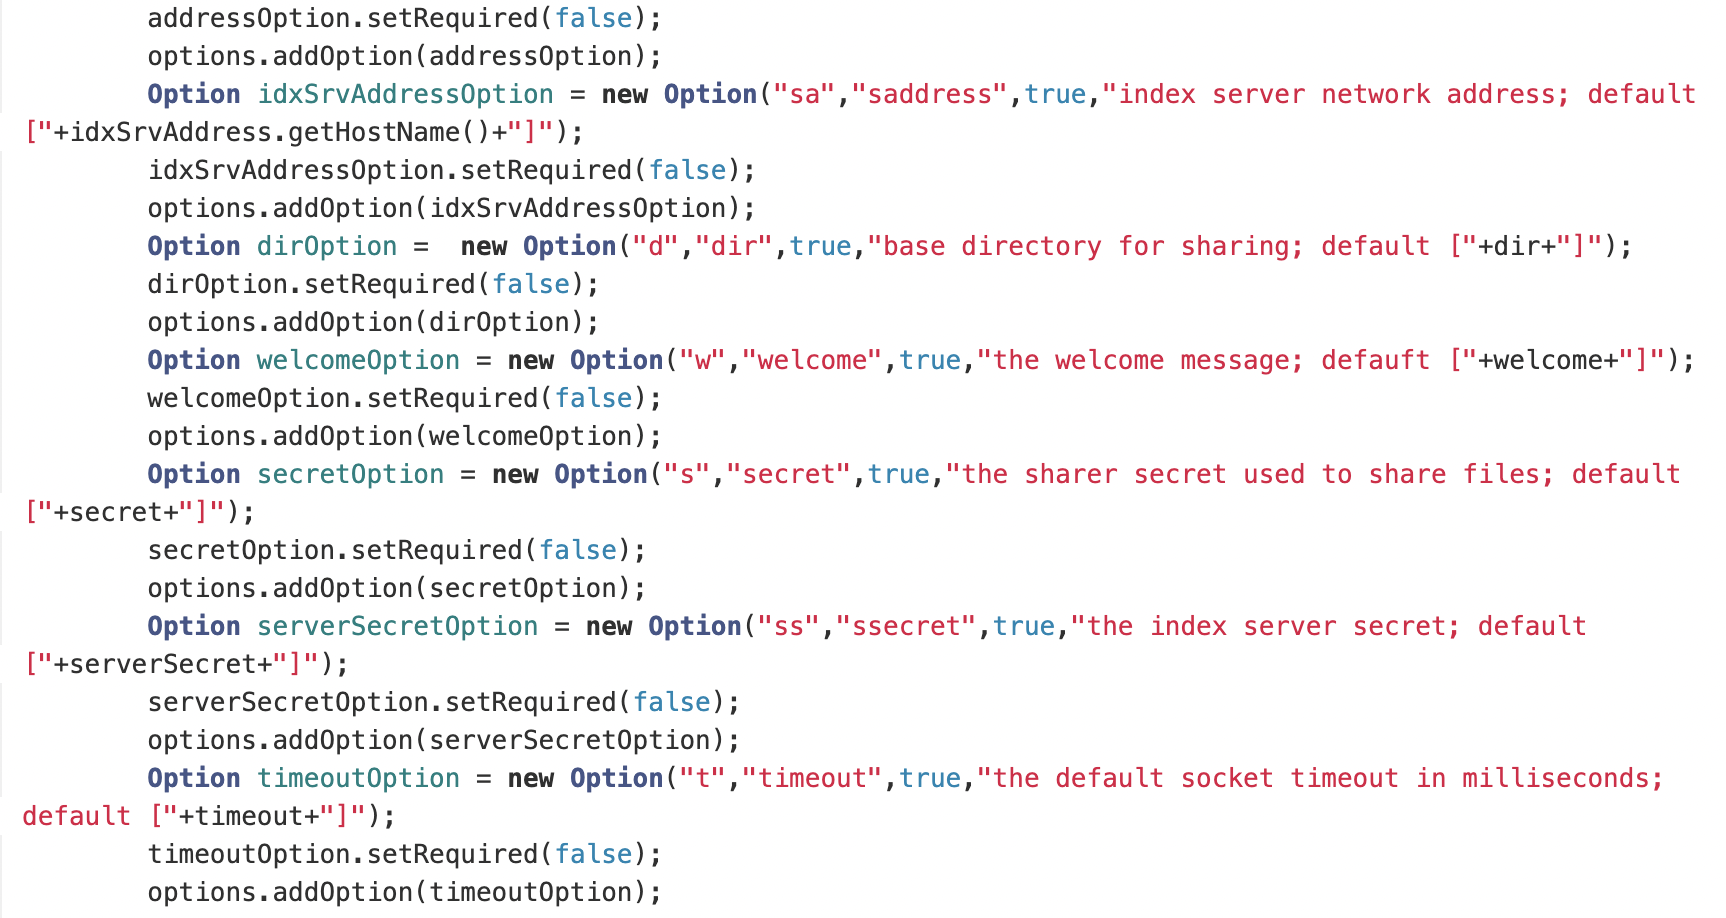 addressOption.setRequired(false);
options.addOption(addressOption);
Option idxSrvAddressOption = new Option("sa","saddress",true,"index server network address; default
["+idxSrvAddress.getHostName()+"]");
idxSrvAddressOption.setRequired(false);
options.addOption(idxSrvAddressOption);
Option dirOption =  new Option("d","dir",true,"base directory for sharing; default ["+dir+"]");
dirOption.setRequired(false);
options.addOption(dirOption);
Option welcomeOption = new Option("w","welcome",true,"the welcome message; defauft ["+welcome+"]");
welcomeOption.setRequired(false);
options.addOption(welcomeOption);
Option secretOption = new Option("s","secret",true,"the sharer secret used to share files; default
["+secret+"]");
secretOption.setRequired(false);
options.addOption(secretOption);
Option serverSecretOption = new Option("ss","ssecret",true,"the index server secret; default
["+serverSecret+"]");
serverSecretOption.setRequired(false);
options.addOption(serverSecretOption);
Option timeoutOption = new Option("t","timeout",true,"the default socket timeout in milliseconds;
default ["+timeout+"]");
timeoutOption.setRequired(false);
options.addOption(timeoutOption);